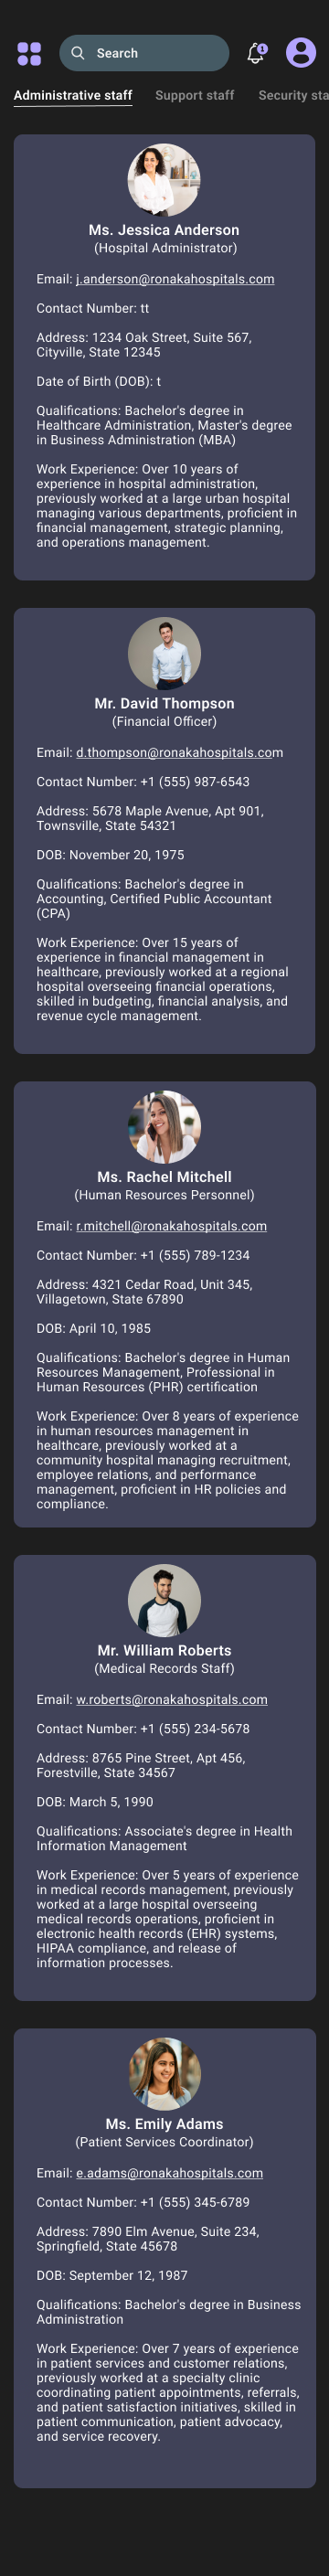 Search
1
Administrative staff
Support staff
Security sta
Ms. Jessica Anderson
(Hospital Administrator)
Email: j.anderson@ronakahospitals.com
Contact Number: tt
Address: 1234 Oak Street, Suite 567,
Cityville, State 12345
Date of Birth (DOB): t
Qualifications: Bachelor's degree in
Healthcare Administration, Master's degree
in Business Administration (MBA)
Work Experience: Over 10 years of
experience in hospital administration,
previously worked at a large urban hospital
managing various departments, proficient in
financial management, strategic planning,
and operations management.
Mr. David Thompson
(Financial Officer)
Email: d.thompson@ronakahospitals.com
Contact Number: +1 (555) 987-6543
Address: 5678 Maple Avenue, Apt 901,
Townsville, State 54321
DOB: November 20, 1975
Qualifications: Bachelor's degree in
Accounting, Certified Public Accountant
(CPA)
Work Experience: Over 15 years of
experience in financial management in
healthcare, previously worked at a regional
hospital overseeing financial operations,
skilled in budgeting, financial analysis, and
revenue cycle management.
Ms. Rachel Mitchell
(Human Resources Personnel)
Email: r.mitchell@ronakahospitals.com
Contact Number: +1 (555) 789-1234
Address: 4321 Cedar Road, Unit 345,
Villagetown, State 67890
DOB: April 10, 1985
Qualifications: Bachelor's degree in Human
Resources Management, Professional in
Human Resources (PHR) certification
Work Experience: Over 8 years of experience
in human resources management in
healthcare, previously worked at a
community hospital managing recruitment,
employee relations, and performance
management, proficient in HR policies and
compliance.
Mr. William Roberts
(Medical Records Staff)
Email: w.roberts@ronakahospitals.com
Contact Number: +1 (555) 234-5678
Address: 8765 Pine Street, Apt 456,
Forestville, State 34567
DOB: March 5, 1990
Qualifications: Associate's degree in Health
Information Management
Work Experience: Over 5 years of experience
in medical records management, previously
worked at a large hospital overseeing
medical records operations, proficient in
electronic health records (EHR) systems,
HIPAA compliance, and release of
information processes.
Ms. Emily Adams
(Patient Services Coordinator)
Email: e.adams@ronakahospitals.com
Contact Number: +1 (555) 345-6789
Address: 7890 Elm Avenue, Suite 234,
Springfield, State 45678
DOB: September 12, 1987
Qualifications: Bachelor's degree in Business
Administration
Work Experience: Over 7 years of experience
in patient services and customer relations,
previously worked at a specialty clinic
coordinating patient appointments, referrals,
and patient satisfaction initiatives, skilled in
patient communication, patient advocacy,
and service recovery.